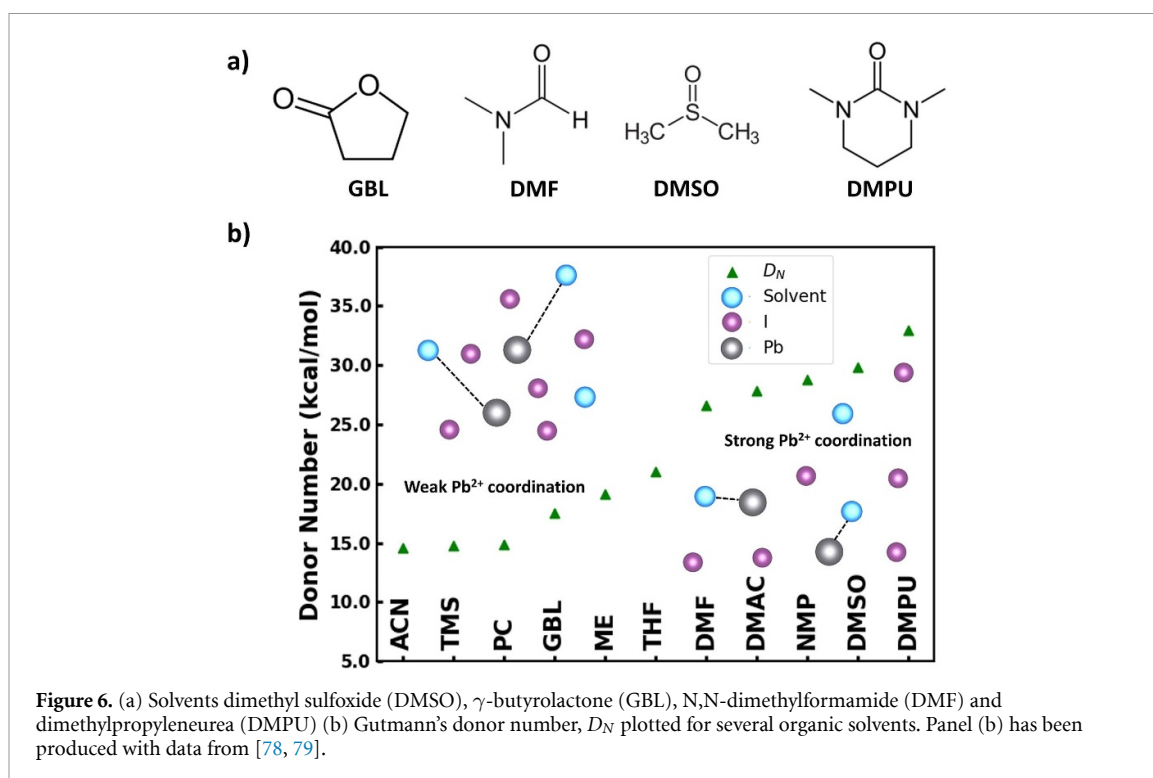 a)
O
O
O
N
H
O
S
H₃C
CH₃
O
N
N
GBL
DMF
DMSO
DMPU
b)
Donor Number (kcal/mol)
40.0
35.0
30.0
25.0
20.0
15.0
10.0
5.0
D_N
Solvent
I
Pb
Weak Pb²⁺ coordination
Strong Pb²⁺ coordination
ACN
TMS
PC
GBL
ME
THF
DMF
DMAC
NMP
DMSO
DMPU
Figure 6. (a) Solvents dimethyl sulfoxide (DMSO), γ-butyrolactone (GBL), N,N-dimethylformamide (DMF) and
dimethylpropyleneurea (DMPU) (b) Gutmann's donor number, D_N plotted for several organic solvents. Panel (b) has been
produced with data from [78, 79].